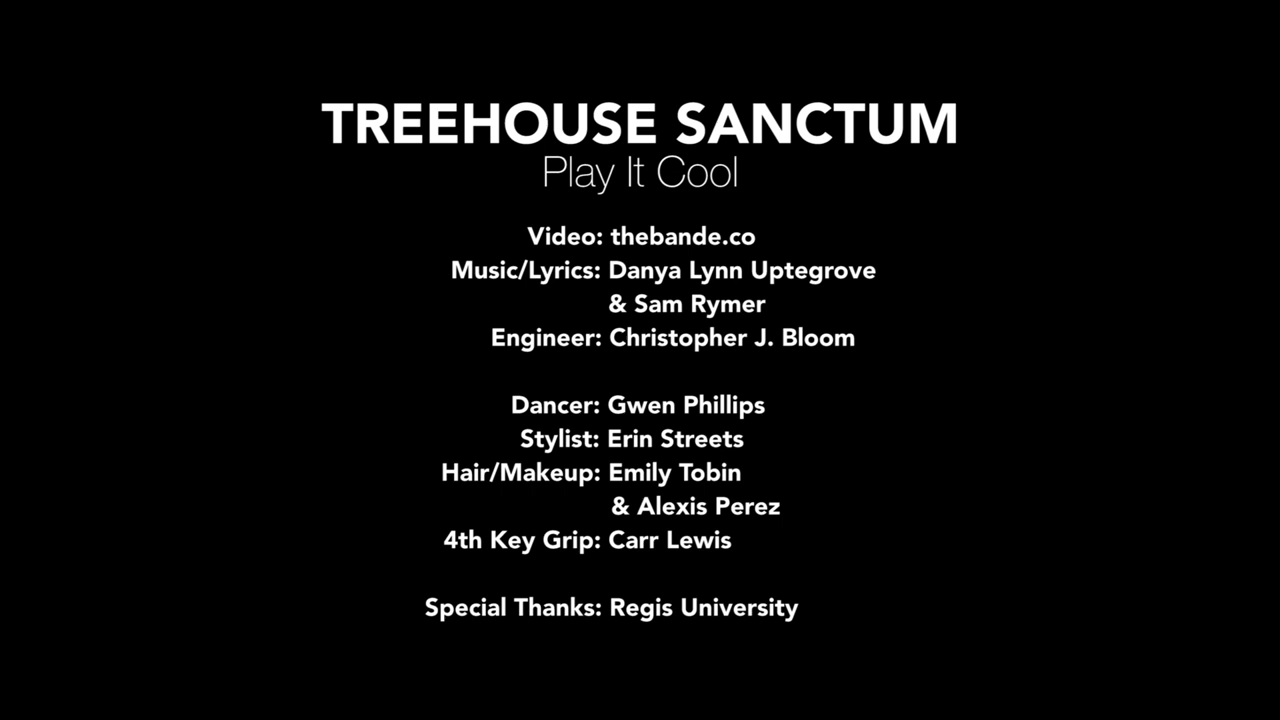 TREEHOUSE SANCTUM
Play It Cool
Video: thebande.co
Music/Lyrics: Danya Lynn Uptegrove
& Sam Rymer
Engineer: Christopher J. Bloom
Dancer: Gwen Phillips
Stylist: Erin Streets
Hair/Makeup: Emily Tobin
& Alexis Perez
4th Key Grip: Carr Lewis
Special Thanks: Regis University